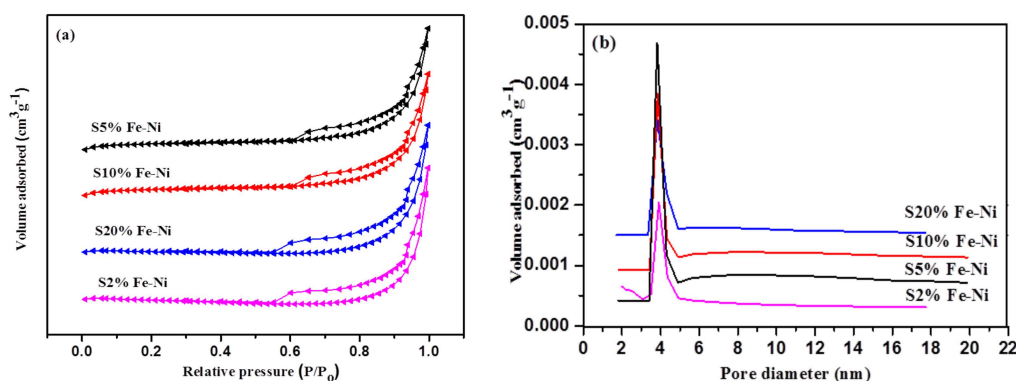 (a)
Volume adsorbed (cm³g⁻¹)
S5% Fe-Ni
S10% Fe-Ni
S20% Fe-Ni
S2% Fe-Ni
0.0 0.2 0.4 0.6 0.8 1.0
Relative pressure (P/P₀)
(b)
Volume adsorbed (cm³g⁻¹)
0.005
0.004
0.003
0.002
0.001
0.000
S20% Fe-Ni
S10% Fe-Ni
S5% Fe-Ni
S2% Fe-Ni
0 2 4 6 8 10 12 14 16 18 20 22
Pore diameter (nm)